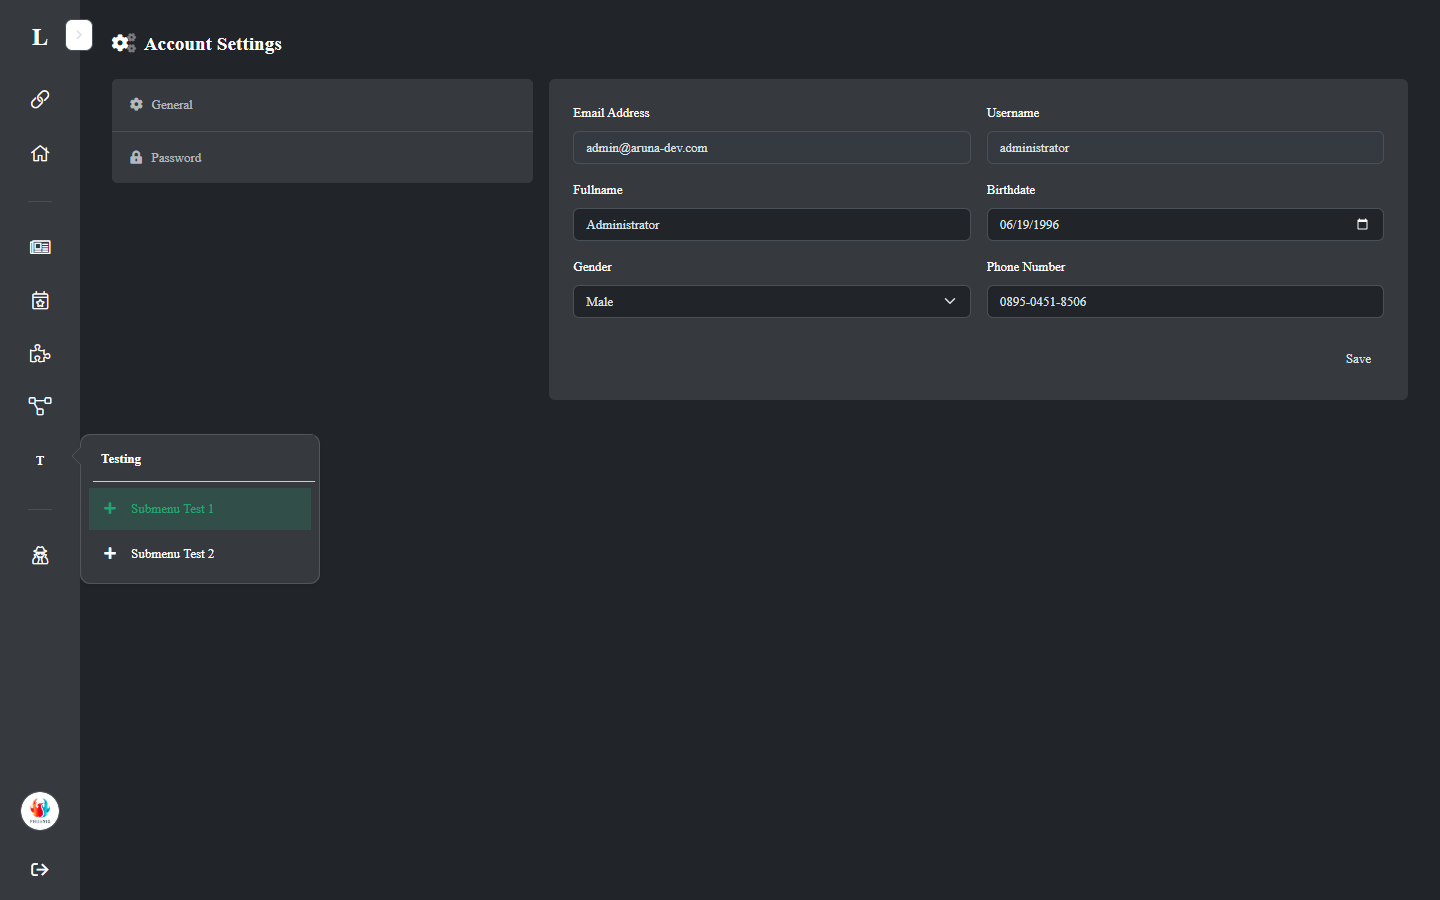 L
Account Settings
General
Password
Email Address
Username
admin@aruna-dev.com
administrator
Fullname
Birthdate
Administrator
06/19/1996
Gender
Phone Number
Male
0895-0451-8506
Save
T
Testing
Submenu Test 1
Submenu Test 2